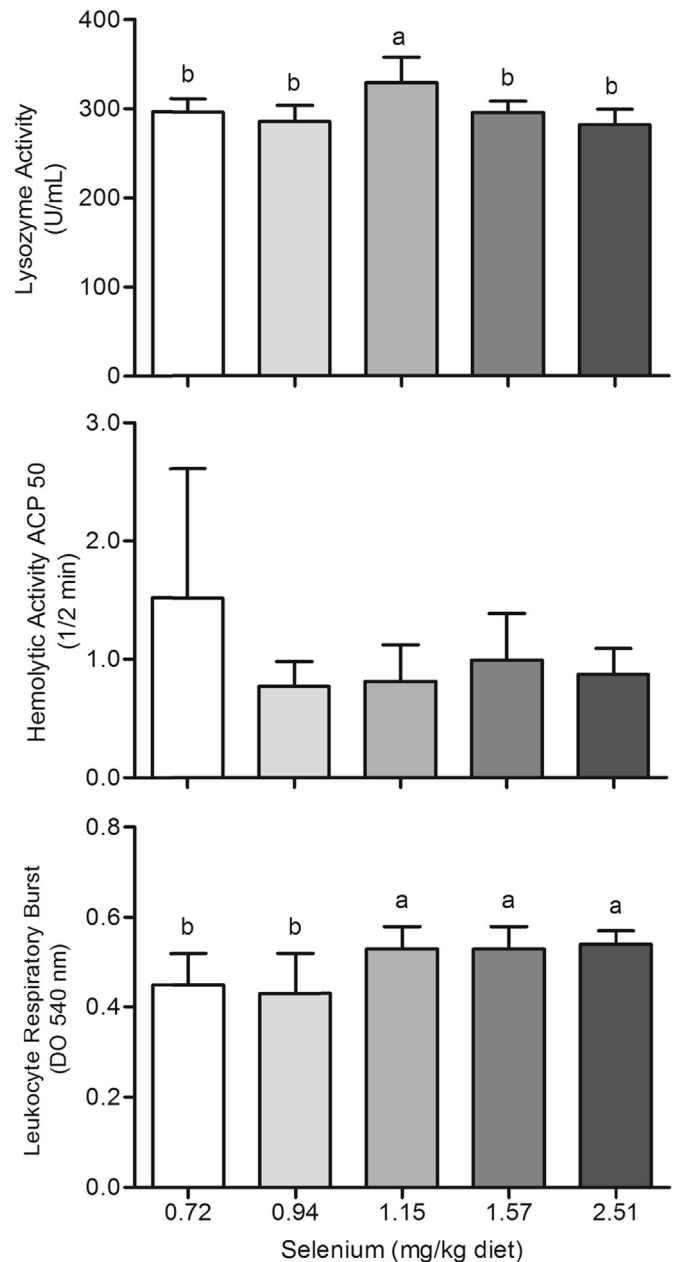 Lysozyme Activity
(U/mL)
400
300
200
100
0
b
b
a
b
b
Hemolytic Activity ACP 50
(1/2 min)
3.0
2.0
1.0
0.0
Leukocyte Respiratory Burst
(DO 540 nm)
0.8
0.6
0.4
0.2
0.0
b
b
a
a
a
0.72 0.94 1.15 1.57 2.51
Selenium (mg/kg diet)